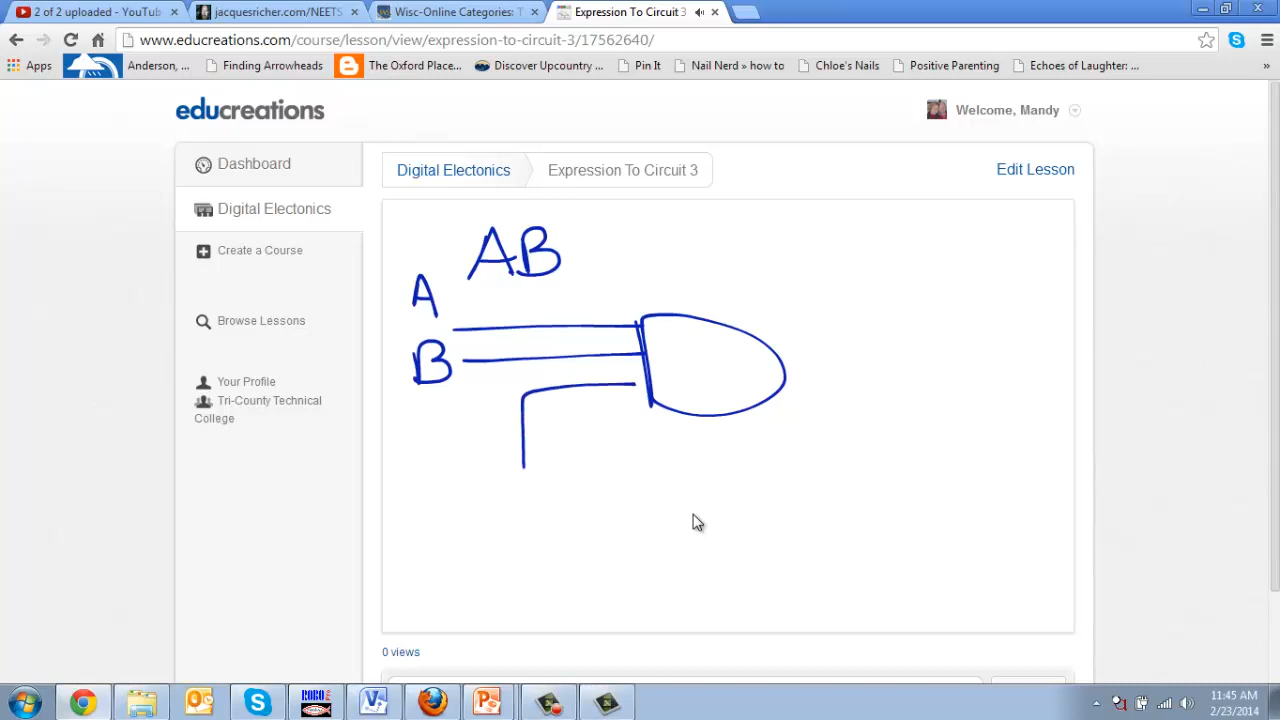 2 of 2 uploaded - YouTub
jacquesricher.com/NEETS
Wisc-Online Categories: T
Expression To Circuit 3
www.educreations.com/course/lesson/view/expression-to-circuit-3/17562640/
Apps
Anderson, ...
Finding Arrowheads
The Oxford Place...
Discover Upcountry ...
Pin It
Nail Nerd » how to
Chloe's Nails
Positive Parenting
Echoes of Laughter: ...
»
educreations
Welcome, Mandy
Dashboard
Digital Electonics
Create a Course
Browse Lessons
Your Profile
Tri-County Technical
College
Digital Electonics
Expression To Circuit 3
Edit Lesson
AB
A
B
0 views
11:45 AM
2/23/2014